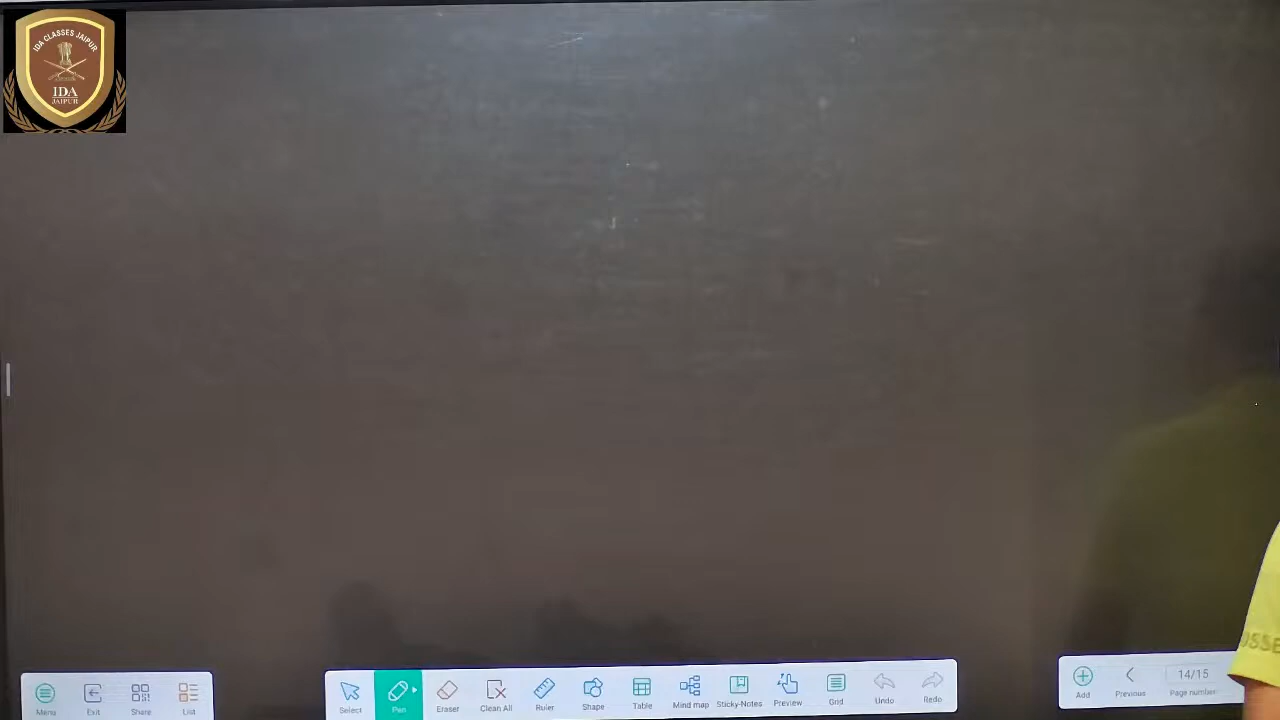 IDA CLASSES JAIPUR
IDA
JAIPUR
Menu
Exit
Share
List
Select
Pen
Eraser
Clean All
Ruler
Shape
Table
Mind map
Sticky-Notes
Preview
Grid
Undo
Redo
Add
Previous
14/15
Page number